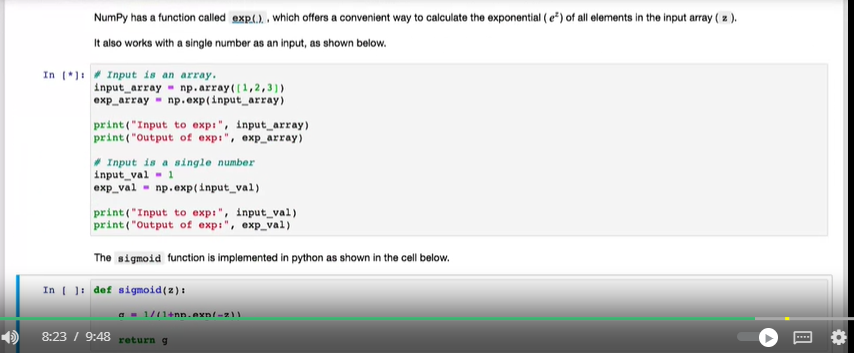 NumPy has a function called exp(), which offers a convenient way to calculate the exponential ( e^z ) of all elements in the input array ( z ).
It also works with a single number as an input, as shown below.
In [*]: # Input is an array.
input_array = np.array([1,2,3])
exp_array = np.exp(input_array)
print("Input to exp:", input_array)
print("Output of exp:", exp_array)
# Input is a single number
input_val = 1
exp_val = np.exp(input_val)
print("Input to exp:", input_val)
print("Output of exp:", exp_val)
The sigmoid function is implemented in python as shown in the cell below.
In [ ]: def sigmoid(z):
g = 1/(1+np.exp(-z))
8:23 / 9:48
return g